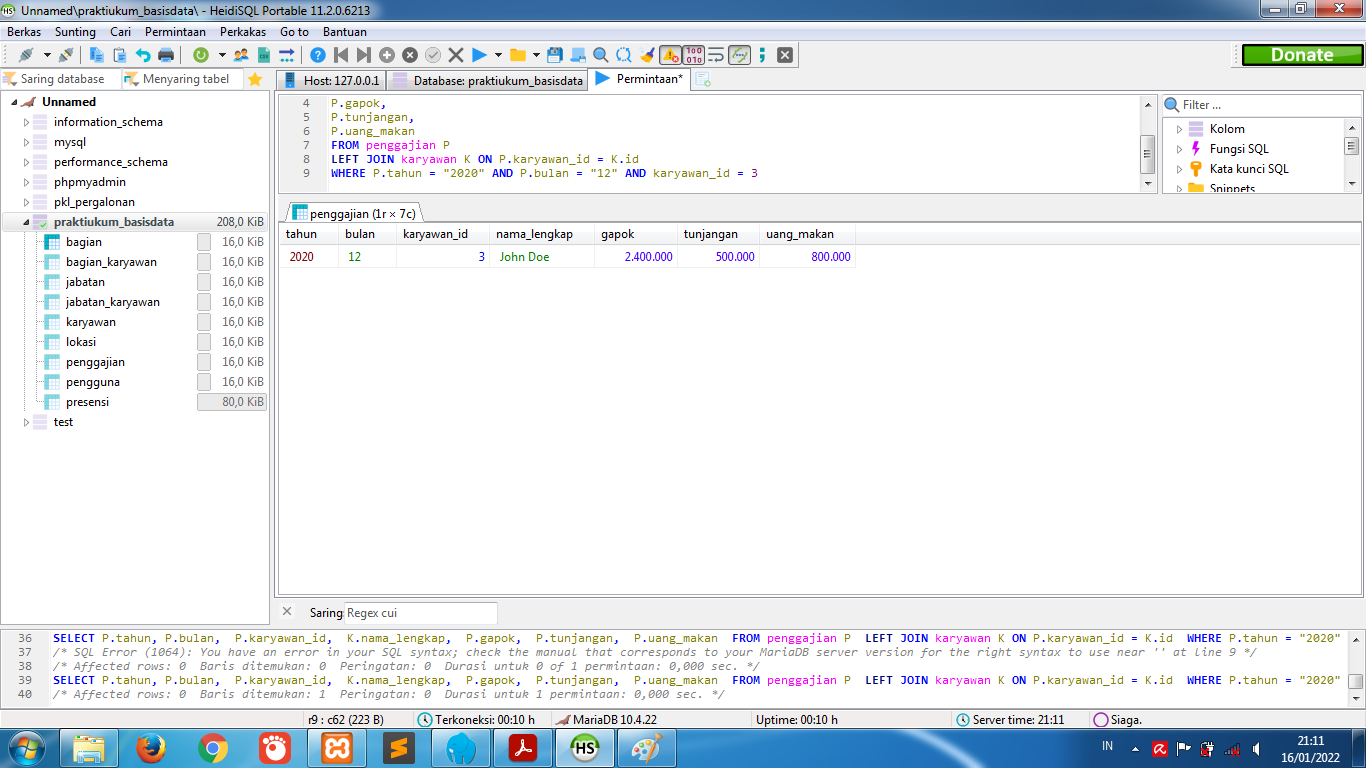 Unnamed\praktiukum_basisdata\ - HeidiSQL Portable 11.2.0.6213
Berkas Sunting Cari Permintaan Perkakas Go to Bantuan
Donate
Saring database Menyaring tabel
Host: 127.0.0.1 Database: praktiukum_basisdata Permintaan*
Unnamed
information_schema
mysql
performance_schema
phpmyadmin
pkl_pergalonan
praktiukum_basisdata 208,0 KiB
bagian 16,0 KiB
bagian_karyawan 16,0 KiB
jabatan 16,0 KiB
jabatan_karyawan 16,0 KiB
karyawan 16,0 KiB
lokasi 16,0 KiB
penggajian 16,0 KiB
pengguna 16,0 KiB
presensi 80,0 KiB
test
4 P.gapok,
5 P.tunjangan,
6 P.uang_makan
7 FROM penggajian P
8 LEFT JOIN karyawan K ON P.karyawan_id = K.id
9 WHERE P.tahun = "2020" AND P.bulan = "12" AND karyawan_id = 3
Filter ...
Kolom
Fungsi SQL
Kata kunci SQL
Snippets
penggajian (1r × 7c)
tahun bulan karyawan_id nama_lengkap gapok tunjangan uang_makan
2020 12 3 John Doe 2.400.000 500.000 800.000
Saring: Regex cui
36 SELECT P.tahun, P.bulan, P.karyawan_id, K.nama_lengkap, P.gapok, P.tunjangan, P.uang_makan FROM penggajian P LEFT JOIN karyawan K ON P.karyawan_id = K.id WHERE P.tahun = "2020"
37 /* SQL Error (1064): You have an error in your SQL syntax; check the manual that corresponds to your MariaDB server version for the right syntax to use near '' at line 9 */
38 /* Affected rows: 0 Baris ditemukan: 0 Peringatan: 0 Durasi untuk 0 of 1 permintaan: 0,000 sec. */
39 SELECT P.tahun, P.bulan, P.karyawan_id, K.nama_lengkap, P.gapok, P.tunjangan, P.uang_makan FROM penggajian P LEFT JOIN karyawan K ON P.karyawan_id = K.id WHERE P.tahun = "2020"
40 /* Affected rows: 0 Baris ditemukan: 1 Peringatan: 0 Durasi untuk 1 permintaan: 0,000 sec. */
r9 : c62 (223 B) Terkoneksi: 00:10 h MariaDB 10.4.22 Uptime: 00:10 h Server time: 21:11 Siaga.
HS
IN
21:11
16/01/2022